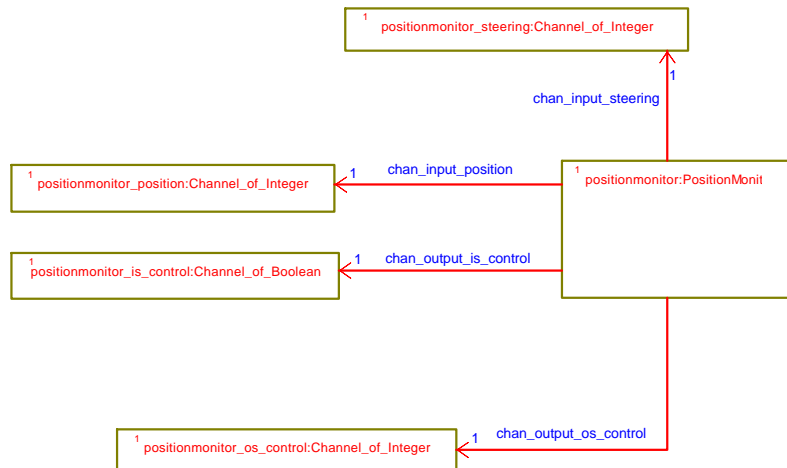 1
positionmonitor_steering:Channel_of_Integer
1
chan_input_steering
1
positionmonitor_position:Channel_of_Integer
1
chan_input_position
1
positionmonitor:PositionMonit
1
positionmonitor_is_control:Channel_of_Boolean
1
chan_output_is_control
1
positionmonitor_os_control:Channel_of_Integer
1
chan_output_os_control